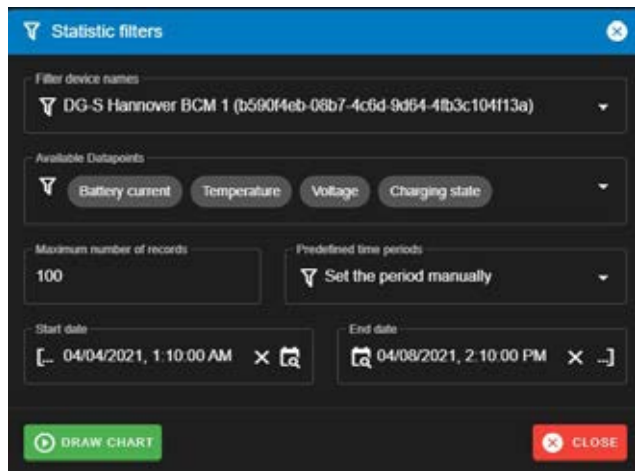 Statistic filters
Filter device names
DG-S Hannover BCM 1 (b590f4eb-08b7-4c6d-9d64-4fb3c104f13a)
Available Datapoints
Battery current Temperature Voltage Charging state
Maximum number of records Predefined time periods
100 Set the period manually
Start date End date
[... 04/04/2021, 1:10:00 AM 04/08/2021, 2:10:00 PM ...]
DRAW CHART CLOSE